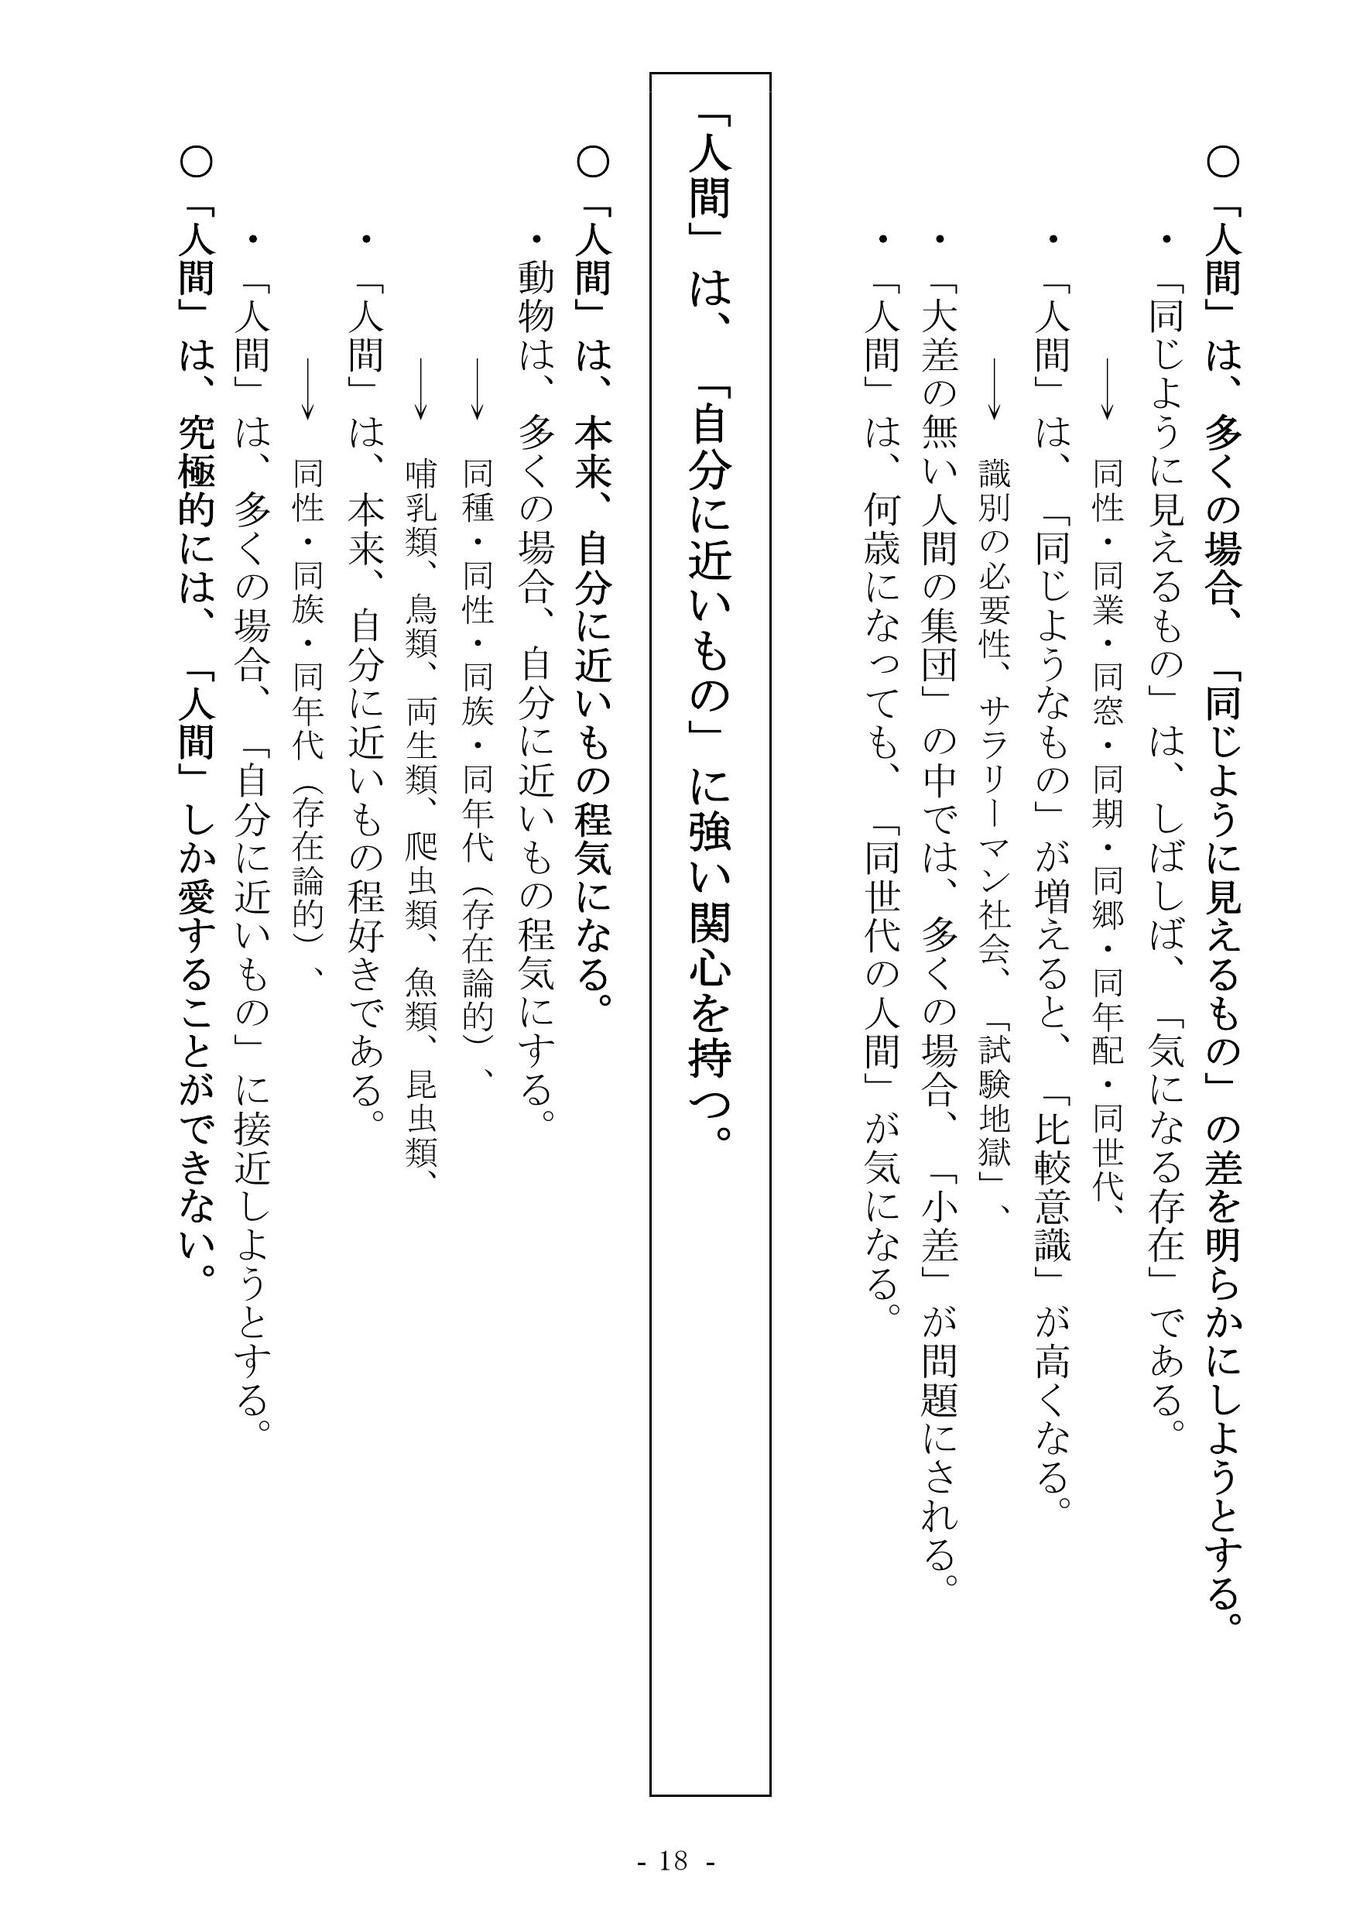 ○「人間」は、多くの場合、「同じように見えるもの」の差を明らかにしようとする。
・「同じように見えるもの」は、しばしば、「気になる存在」である。
→ 同性・同業・同窓・同期・同郷・同年配・同世代、
・「人間」は、「同じようなもの」が増えると、「比較意識」が高くなる。
→ 識別の必要性、サラリーマン社会、「試験地獄」、
・「大差の無い人間の集団」の中では、多くの場合、「小差」が問題にされる。
・「人間」は、何歳になっても、「同世代の人間」が気になる。
「人間」は、「自分に近いもの」に強い関心を持つ。
○「人間」は、本来、自分に近いもの程気になる。
・動物は、多くの場合、自分に近いもの程気にする。
→ 同種・同性・同族・同年代（存在論的）、
→ 哺乳類、鳥類、両生類、爬虫類、魚類、昆虫類、
・「人間」は、本来、自分に近いもの程好きである。
→ 同性・同族・同年代（存在論的）、
・「人間」は、多くの場合、「自分に近いもの」に接近しようとする。
○「人間」は、究極的には、「人間」しか愛することができない。
- 18 -